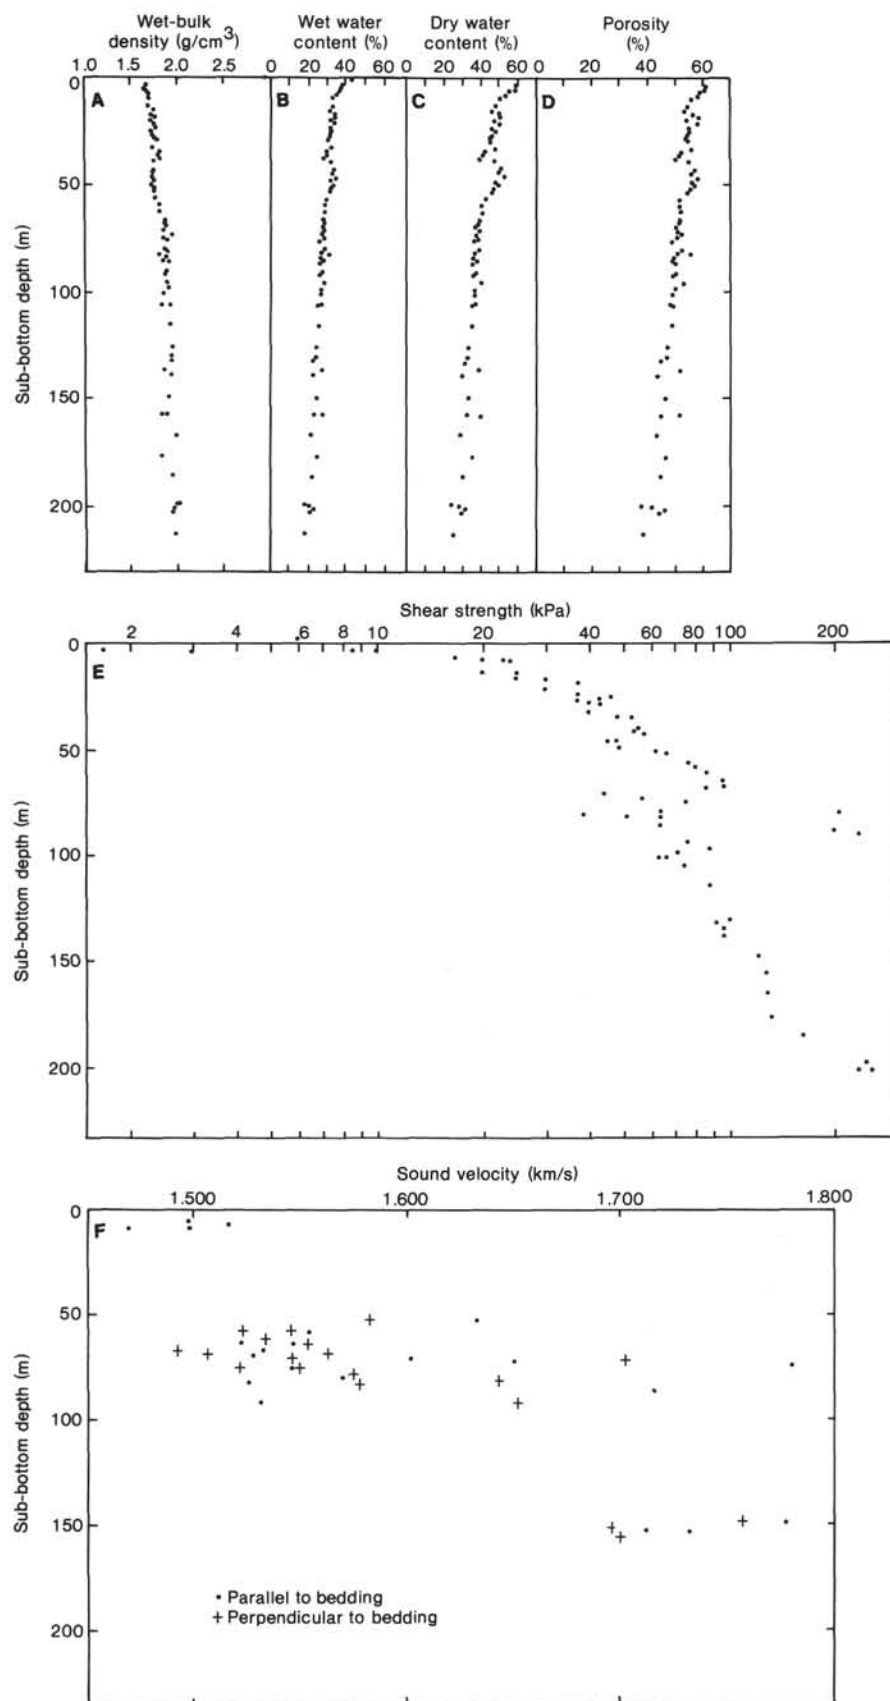 Wet-bulk Wet water Dry water Porosity
density (g/cm3) content (%) content (%) (%)
1.0 1.5 2.0 2.5 0 20 40 60 0 20 40 60 0 40 60
0
A B C D
50
100
150
200
Sub-bottom depth (m)
Shear strength (kPa)
2 4 6 8 10 20 40 60 80 100 200
0
E
50
100
150
200
Sub-bottom depth (m)
Sound velocity (km/s)
1.500 1.600 1.700 1.800
0
F
50
100
150
200
Sub-bottom depth (m)
Parallel to bedding
+ Perpendicular to bedding